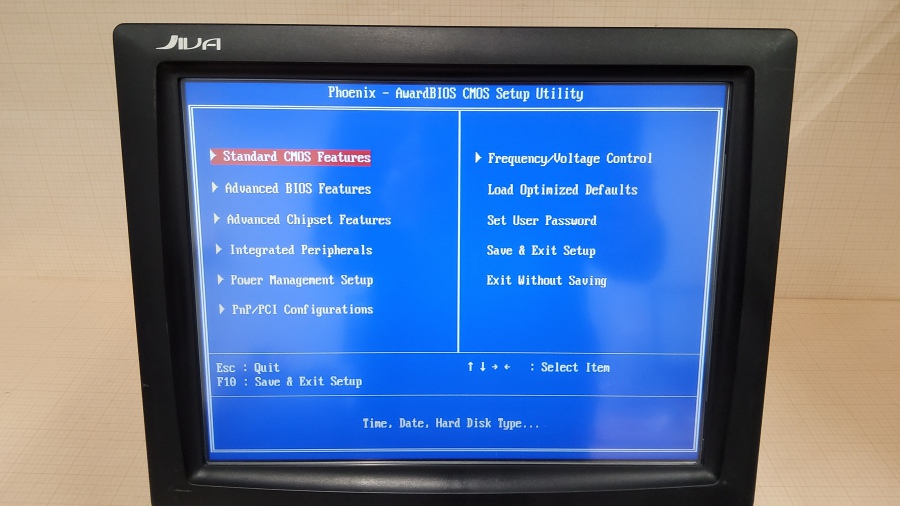 JIVA
Phoenix - AwardBIOS CMOS Setup Utility
Standard CMOS Features
Advanced BIOS Features
Advanced Chipset Features
Integrated Peripherals
Power Management Setup
PnP/PCI Configurations
Frequency/Voltage Control
Load Optimized Defaults
Set User Password
Save & Exit Setup
Exit Without Saving
Esc : Quit
F10 : Save & Exit Setup
↑ ↓ → ← : Select Item
Time, Date, Hard Disk Type...